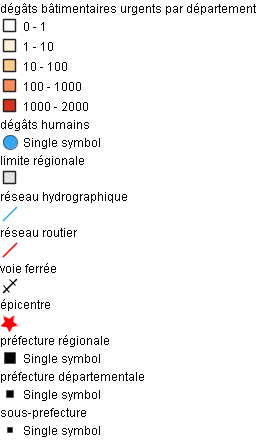 dégâts bâtimentaires urgents par département
0 - 1
1 - 10
10 - 100
100 - 1000
1000 - 2000
dégâts humains
Single symbol
limite régionale
réseau hydrographique
réseau routier
voie ferrée
épicentre
préfecture régionale
Single symbol
préfecture départementale
Single symbol
sous-prefecture
Single symbol